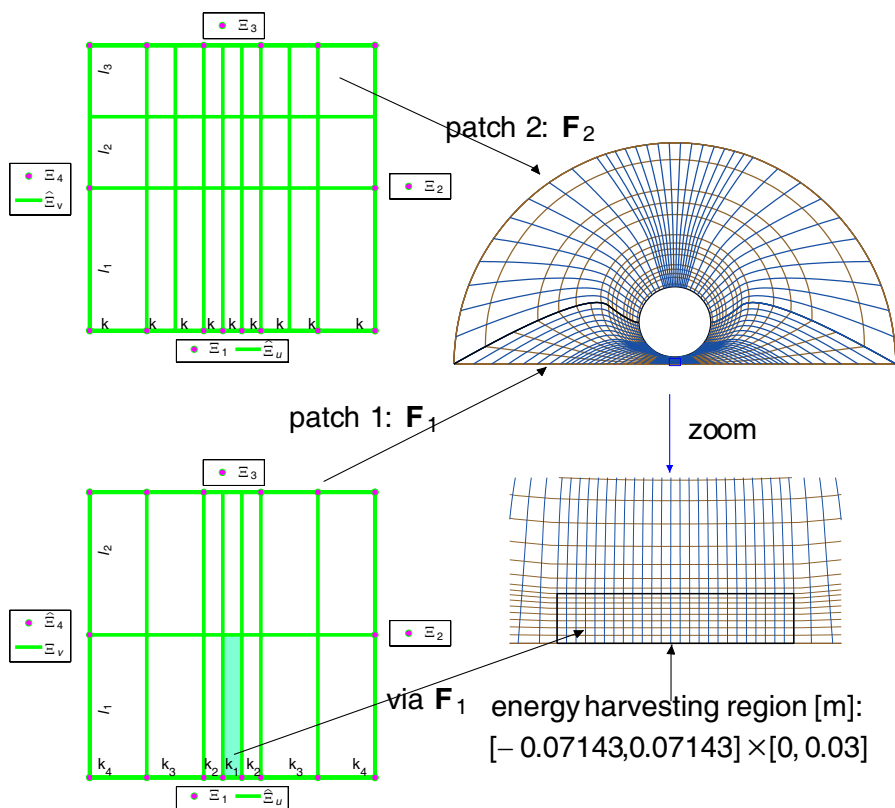 Ξ₃
l₃
l₂
l₁
Ξ₄
Ξ̂ᵥ
Ξ₂
k k k k k k k k k
Ξ₁ Ξ̂ᵤ
patch 2: F₂
patch 1: F₁
zoom
Ξ₃
l₂
l₁
Ξ̂₄
Ξᵥ
Ξ₂
k₄ k₃ k₂ k₁ k₂ k₃ k₄
Ξ₁ Ξ̂ᵤ
via F₁
energy harvesting region [m]:
[− 0.07143,0.07143] ×[0, 0.03]